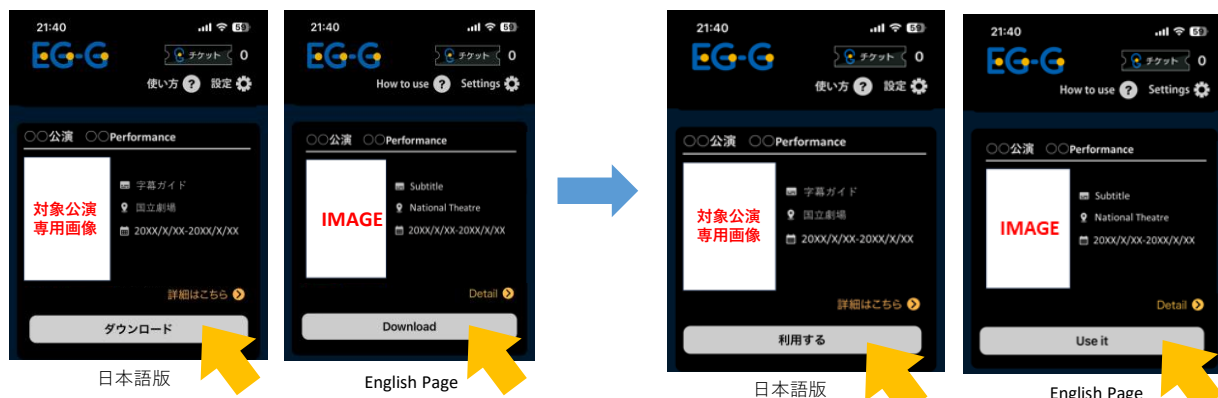 21:40
59
EG-G
チケット 0
使い方 ? 設定
○○公演 ○○Performance
対象公演
専用画像
字幕ガイド
国立劇場
20XX/X/XX-20XX/X/XX
詳細はこちら
ダウンロード
日本語版
21:40
59
EG-G
チケット 0
How to use ? Settings
○○公演 ○○Performance
IMAGE
Subtitle
National Theatre
20XX/X/XX-20XX/X/XX
Detail
Download
English Page
21:40
59
EG-G
チケット 0
使い方 ? 設定
○○公演 ○○Performance
対象公演
専用画像
字幕ガイド
国立劇場
20XX/X/XX-20XX/X/XX
詳細はこちら
利用する
日本語版
21:40
59
EG-G
チケット 0
How to use ? Settings
○○公演 ○○Performance
IMAGE
Subtitle
National Theatre
20XX/X/XX-20XX/X/XX
Detail
Use it
English Page